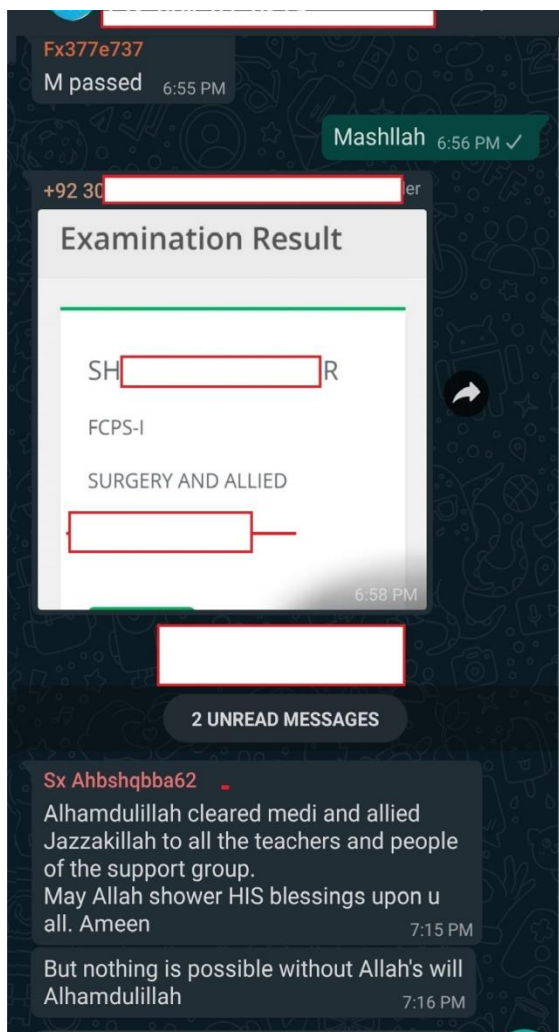 Fx377e737
M passed 6:55 PM
Mashllah 6:56 PM
+92 30
Examination Result
SH R
FCPS-I
SURGERY AND ALLIED
6:58 PM
2 UNREAD MESSAGES
Sx Ahbshqbba62
Alhamdulillah cleared medi and allied
Jazzakillah to all the teachers and people
of the support group.
May Allah shower HIS blessings upon u
all. Ameen 7:15 PM
But nothing is possible without Allah's will
Alhamdulillah 7:16 PM